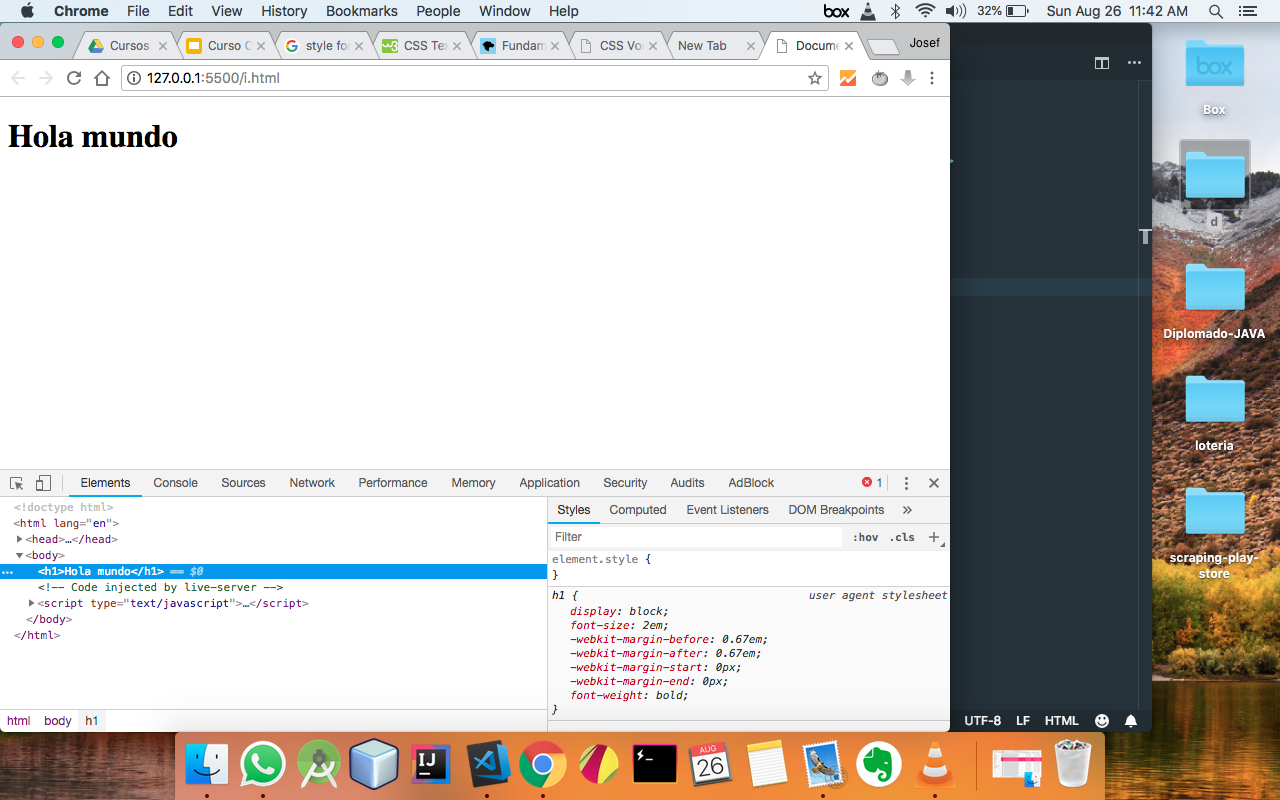 Chrome File Edit View History Bookmarks People Window Help box 32% Sun Aug 26 11:42 AM
Cursos Curso C style for CSS Tex Fundam CSS Voc New Tab Docume Josef
127.0.0.1:5500/i.html
Hola mundo
Elements Console Sources Network Performance Memory Application Security Audits AdBlock 1
<!doctype html>
<html lang="en">
<head>…</head>
<body>
<h1>Hola mundo</h1> == $0
<!-- Code injected by live-server -->
<script type="text/javascript">…</script>
</body>
</html>
html body h1
Styles Computed Event Listeners DOM Breakpoints »
Filter :hov .cls +
element.style {
}
h1 { user agent stylesheet
display: block;
font-size: 2em;
-webkit-margin-before: 0.67em;
-webkit-margin-after: 0.67em;
-webkit-margin-start: 0px;
-webkit-margin-end: 0px;
font-weight: bold;
}
UTF-8 LF HTML
box
Box
d
Diplomado-JAVA
loteria
scraping-play-
store
IJ
AUG
26